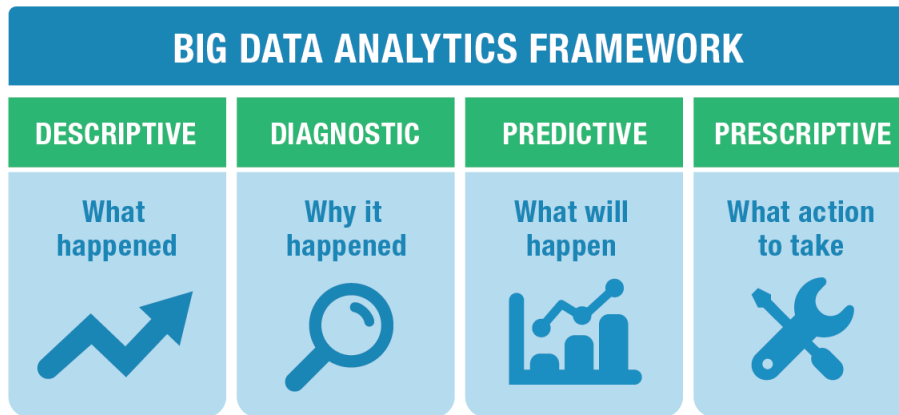 BIG DATA ANALYTICS FRAMEWORK
DESCRIPTIVE
What
happened
DIAGNOSTIC
Why it
happened
PREDICTIVE
What will
happen
PRESCRIPTIVE
What action
to take